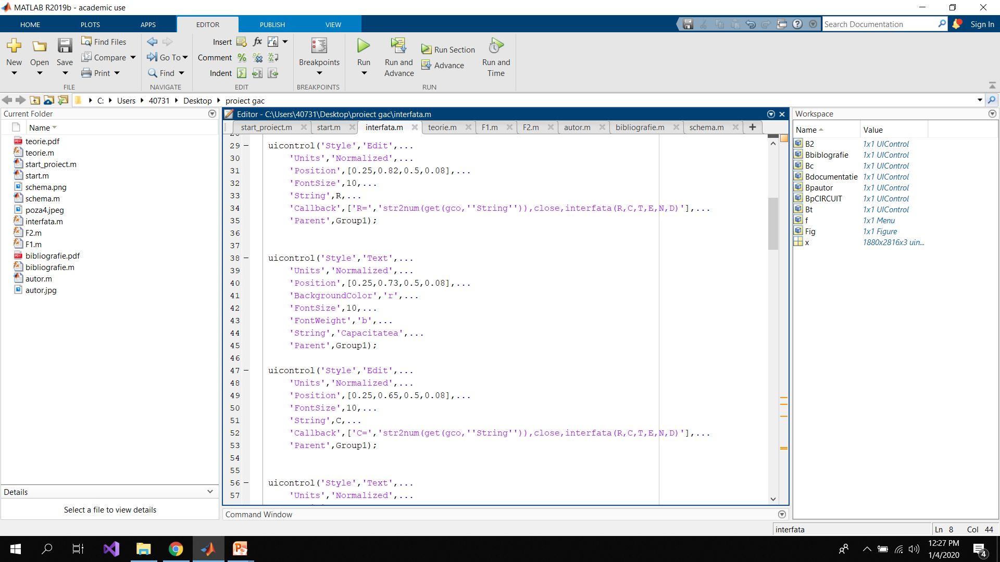 MATLAB R2019b - academic use
HOME PLOTS APPS EDITOR PUBLISH VIEW
Search Documentation
Sign In
New
Open
Save
Find Files
Compare
Print
FILE
Go To
Find
NAVIGATE
Insert
Comment
Indent
EDIT
Breakpoints
BREAKPOINTS
Run
Run and Advance
Run Section
Advance
Run and Time
RUN
C: Users 40731 Desktop proiect gac
Current Folder
Name
teorie.pdf
teorie.m
start_proiect.m
start.m
schema.png
schema.m
poza4.jpeg
interfata.m
F2.m
F1.m
bibliografie.pdf
bibliografie.m
autor.m
autor.jpg
Details
Select a file to view details
Editor - C:\Users\40731\Desktop\proiect gac\interfata.m
start_proiect.m start.m interfata.m teorie.m F1.m F2.m autor.m bibliografie.m schema.m
29 uicontrol('Style','Edit',...
30 'Units','Normalized',...
31 'Position',[0.25,0.82,0.5,0.08],...
32 'FontSize',10,...
33 'String',R,...
34 'Callback',['R=','str2num(get(gco,''String'')),close,interfata(R,C,T,E,N,D)'],...
35 'Parent',Group1);
36
37
38 uicontrol('Style','Text',...
39 'Units','Normalized',...
40 'Position',[0.25,0.73,0.5,0.08],...
41 'BackgroundColor','r',...
42 'FontSize',10,...
43 'FontWeight','b',...
44 'String','Capacitatea',...
45 'Parent',Group1);
46
47 uicontrol('Style','Edit',...
48 'Units','Normalized',...
49 'Position',[0.25,0.65,0.5,0.08],...
50 'FontSize',10,...
51 'String',C,...
52 'Callback',['C=','str2num(get(gco,''String'')),close,interfata(R,C,T,E,N,D)'],...
53 'Parent',Group1);
54
55
56 uicontrol('Style','Text',...
57 'Units','Normalized',...
Command Window
Workspace
Name Value
B2 1x1 UIControl
Bbiblografie 1x1 UIControl
Bc 1x1 UIControl
Bdocumentatie 1x1 UIControl
Bpautor 1x1 UIControl
BpCIRCUIT 1x1 UIControl
Bt 1x1 UIControl
f 1x1 Menu
Fig 1x1 Figure
x 1880x2816x3 uin...
interfata
Ln 8 Col 44
12:27 PM
1/4/2020
4